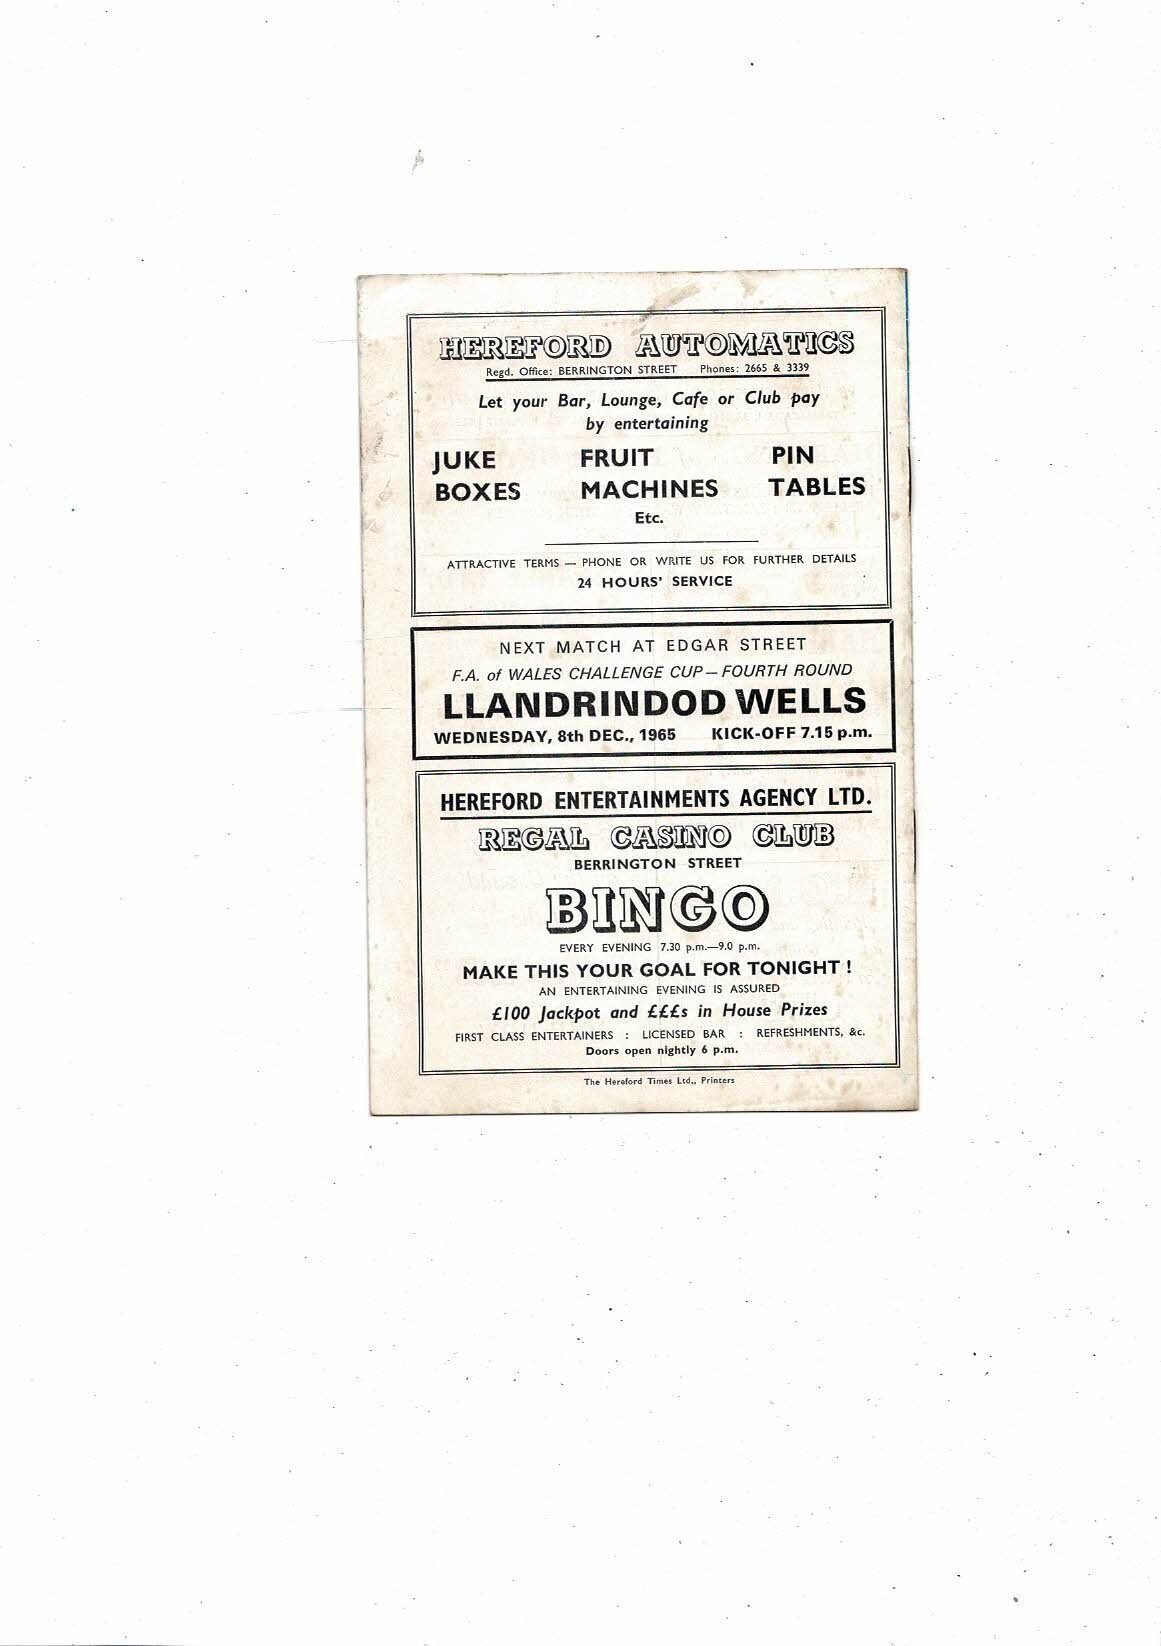 HEREFORD AUTOMATICS
Regd. Office: BERRINGTON STREET Phones: 2665 & 3339
Let your Bar, Lounge, Cafe or Club pay
by entertaining
JUKE FRUIT PIN
BOXES MACHINES TABLES
Etc.
ATTRACTIVE TERMS — PHONE OR WRITE US FOR FURTHER DETAILS
24 HOURS' SERVICE
NEXT MATCH AT EDGAR STREET
F.A. of WALES CHALLENGE CUP — FOURTH ROUND
LLANDRINDOD WELLS
WEDNESDAY, 8th DEC., 1965 KICK-OFF 7.15 p.m.
HEREFORD ENTERTAINMENTS AGENCY LTD.
REGAL CASINO CLUB
BERRINGTON STREET
BINGO
EVERY EVENING 7.30 p.m.—9.0 p.m.
MAKE THIS YOUR GOAL FOR TONIGHT !
AN ENTERTAINING EVENING IS ASSURED
£100 Jackpot and £££s in House Prizes
FIRST CLASS ENTERTAINERS : LICENSED BAR : REFRESHMENTS, &c.
Doors open nightly 6 p.m.
The Hereford Times Ltd., Printers